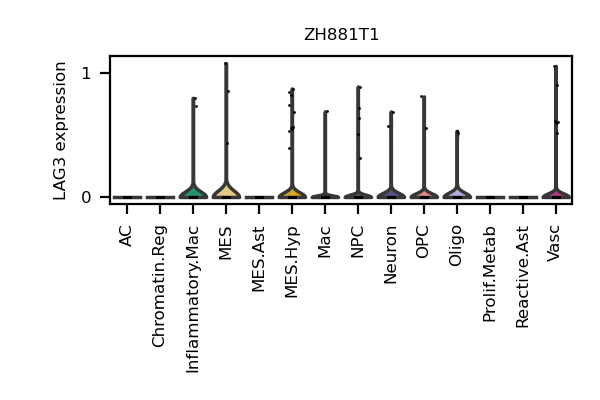 ZH881T1
LAG3 expression
1
0
AC
Chromatin.Reg
Inflammatory.Mac
MES
MES.Ast
MES.Hyp
Mac
NPC
Neuron
OPC
Oligo
Prolif.Metab
Reactive.Ast
Vasc